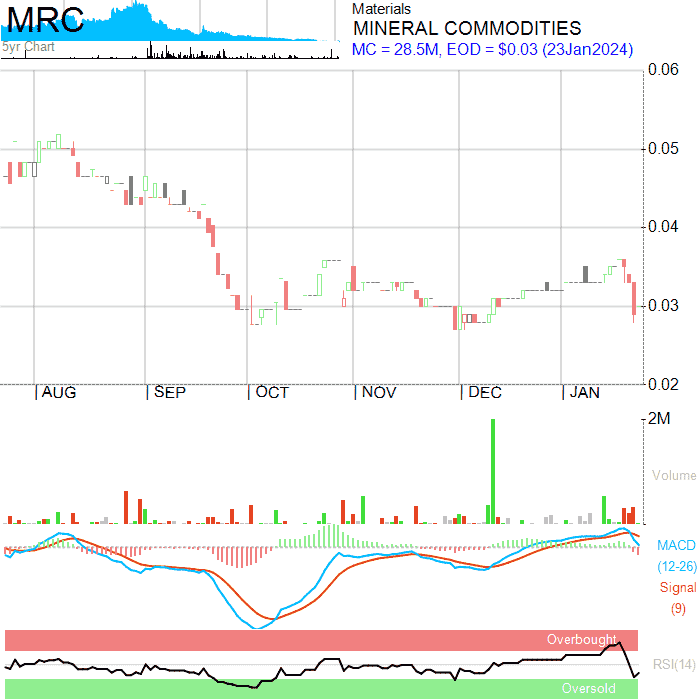 MRC
5yr Chart
Materials
MINERAL COMMODITIES
MC = 28.5M, EOD = $0.03 (23Jan2024)
0.06
0.05
0.04
0.03
0.02
AUG SEP OCT NOV DEC JAN
2M
Volume
MACD
(12-26)
Signal
(9)
Overbought
RSI(14)
Oversold